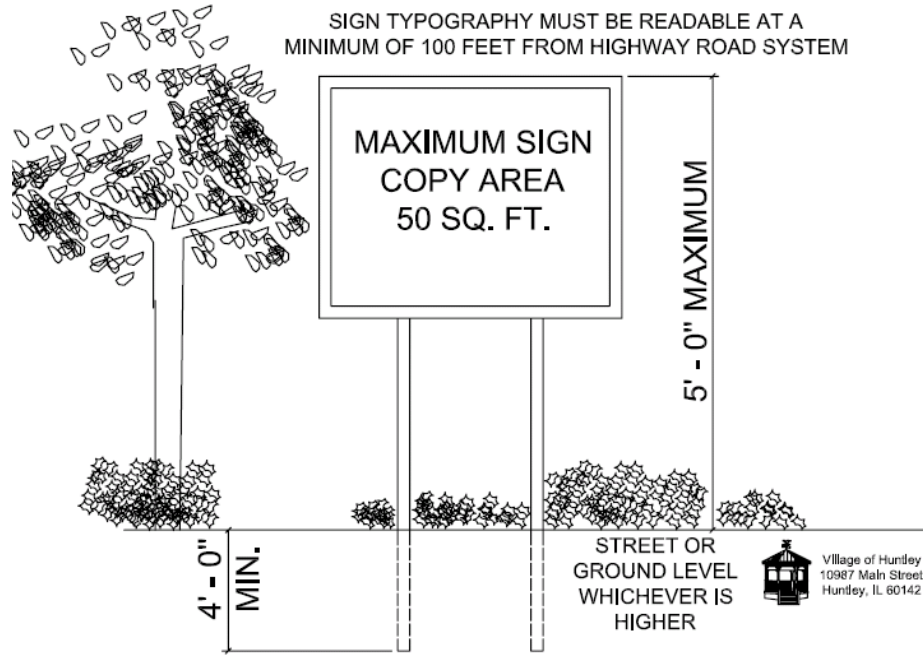 SIGN TYPOGRAPHY MUST BE READABLE AT A
MINIMUM OF 100 FEET FROM HIGHWAY ROAD SYSTEM
MAXIMUM SIGN
COPY AREA
50 SQ. FT.
5' - 0" MAXIMUM
4' - 0"
MIN.
STREET OR
GROUND LEVEL
WHICHEVER IS
HIGHER
Village of Huntley
10987 Main Street
Huntley, IL 60142